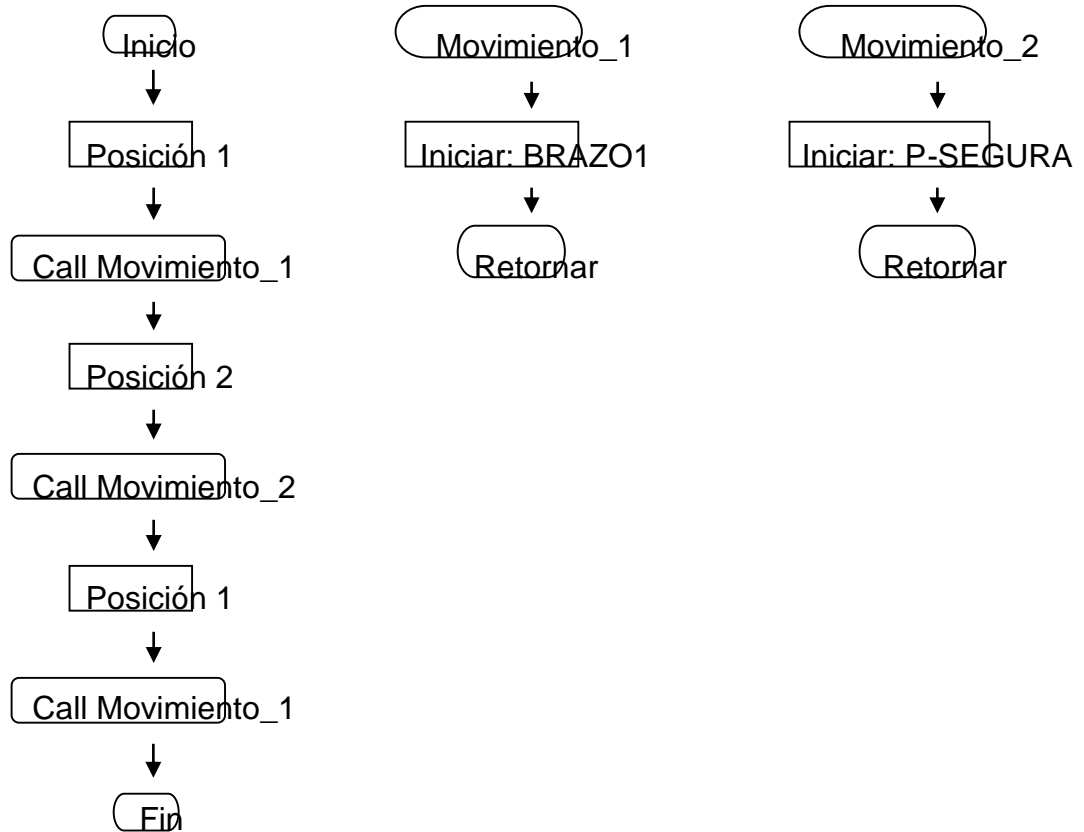 Inicio
Posición 1
Call Movimiento_1
Posición 2
Call Movimiento_2
Posición 1
Call Movimiento_1
Fin
Movimiento_1
Iniciar: BRAZO1
Retornar
Movimiento_2
Iniciar: P-SEGURA
Retornar